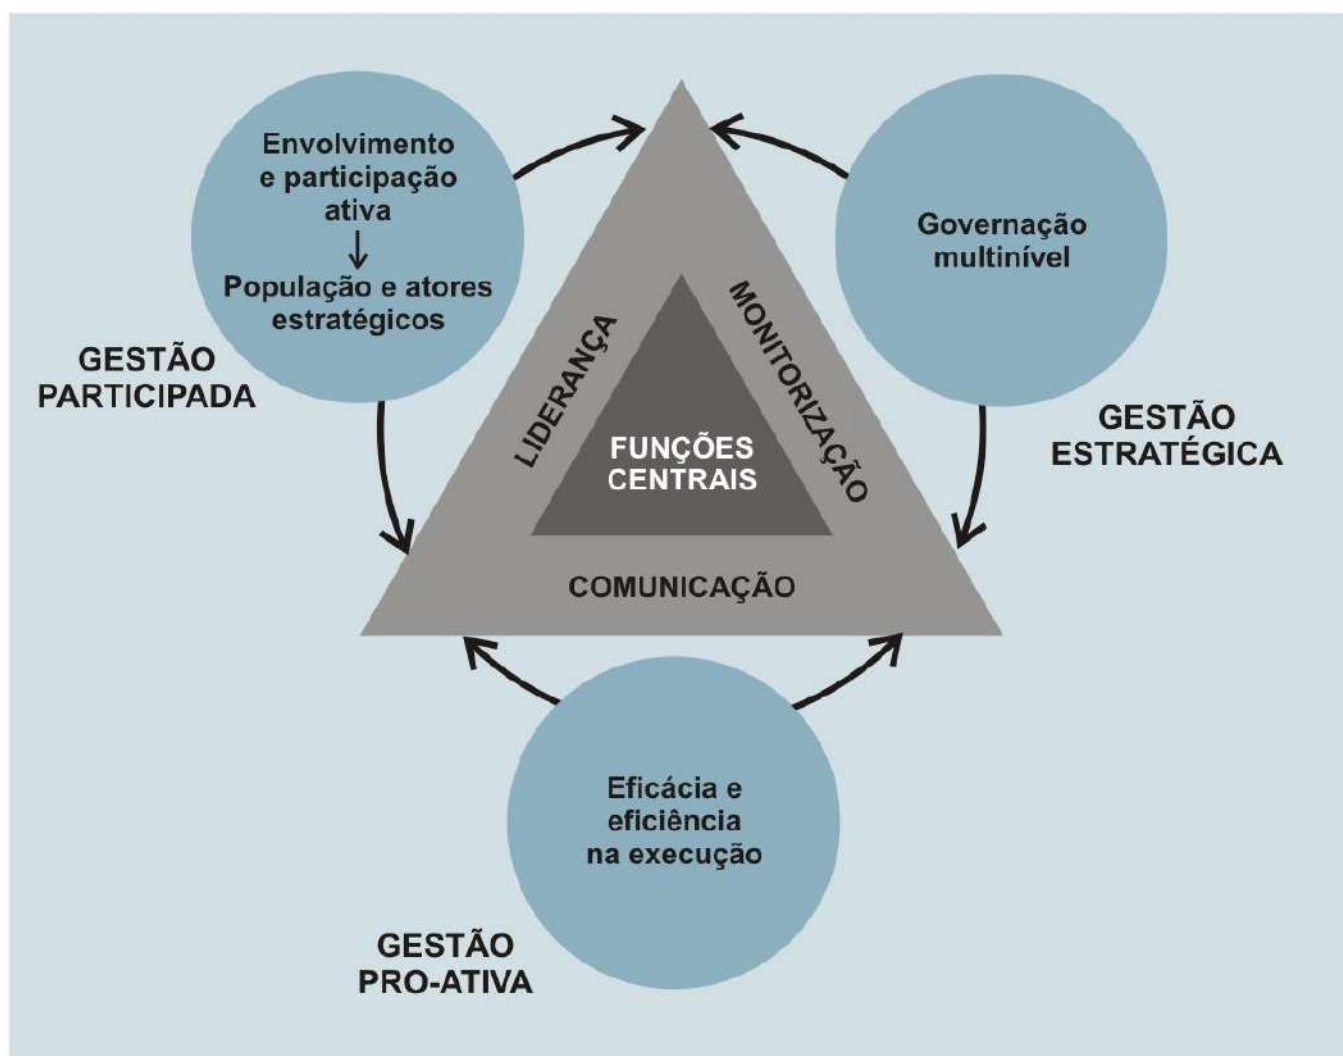 Envolvimento
e participação
ativa
População e atores
estratégicos
GESTÃO
PARTICIPADA
Governação
multinível
GESTÃO
ESTRATÉGICA
LIDERANÇA
MONITORIZAÇÃO
FUNÇÕES
CENTRAIS
COMUNICAÇÃO
Eficácia e
eficiência
na execução
GESTÃO
PRO-ATIVA